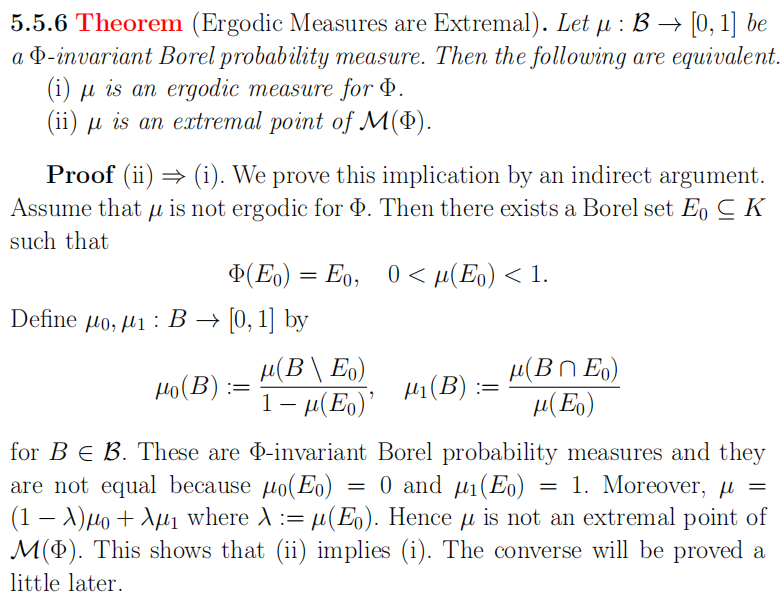 5.5.6 Theorem (Ergodic Measures are Extremal). Let μ : ℬ → [0, 1] be
a Φ-invariant Borel probability measure. Then the following are equivalent.
(i) μ is an ergodic measure for Φ.
(ii) μ is an extremal point of ℳ(Φ).
Proof (ii) ⇒ (i). We prove this implication by an indirect argument.
Assume that μ is not ergodic for Φ. Then there exists a Borel set E₀ ⊆ K
such that
Φ(E₀) = E₀, 0 < μ(E₀) < 1.
Define μ₀, μ₁ : B → [0, 1] by
μ₀(B) := μ(B \ E₀) / (1 − μ(E₀)), μ₁(B) := μ(B ∩ E₀) / μ(E₀)
for B ∈ ℬ. These are Φ-invariant Borel probability measures and they
are not equal because μ₀(E₀) = 0 and μ₁(E₀) = 1. Moreover, μ =
(1 − λ)μ₀ + λμ₁ where λ := μ(E₀). Hence μ is not an extremal point of
ℳ(Φ). This shows that (ii) implies (i). The converse will be proved a
little later.